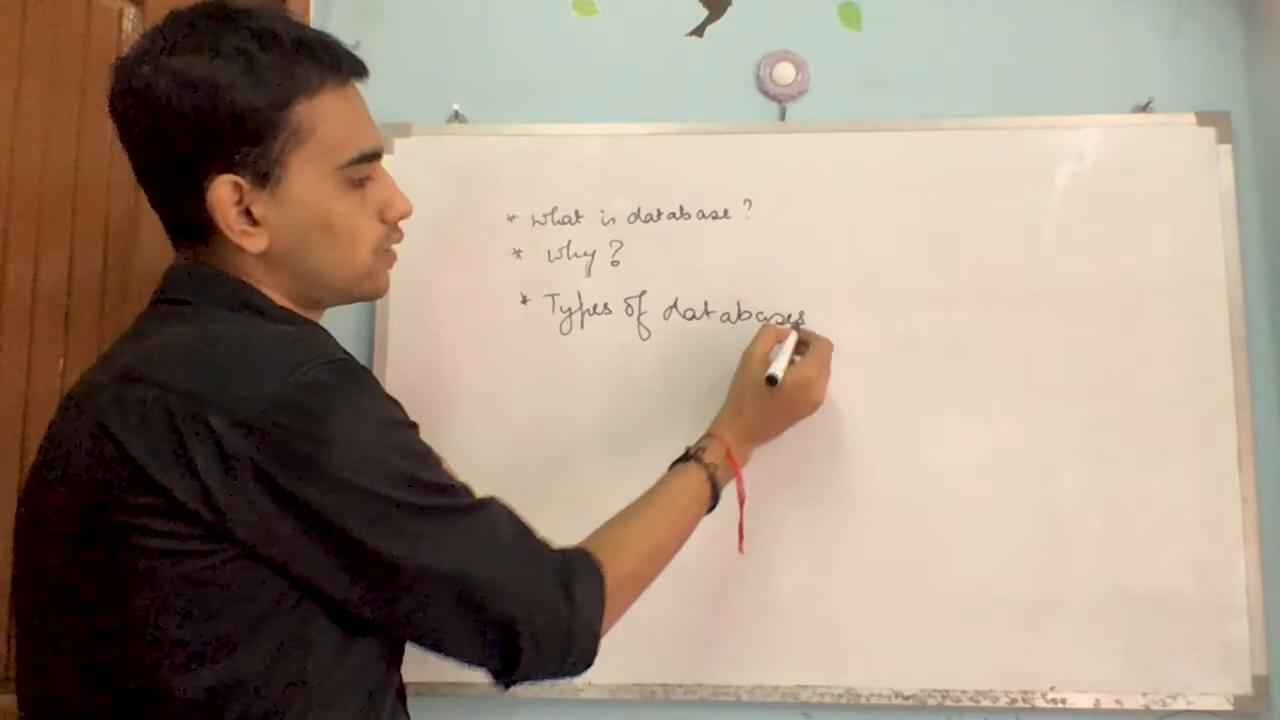 * What is database?
* Why?
* Types of databases